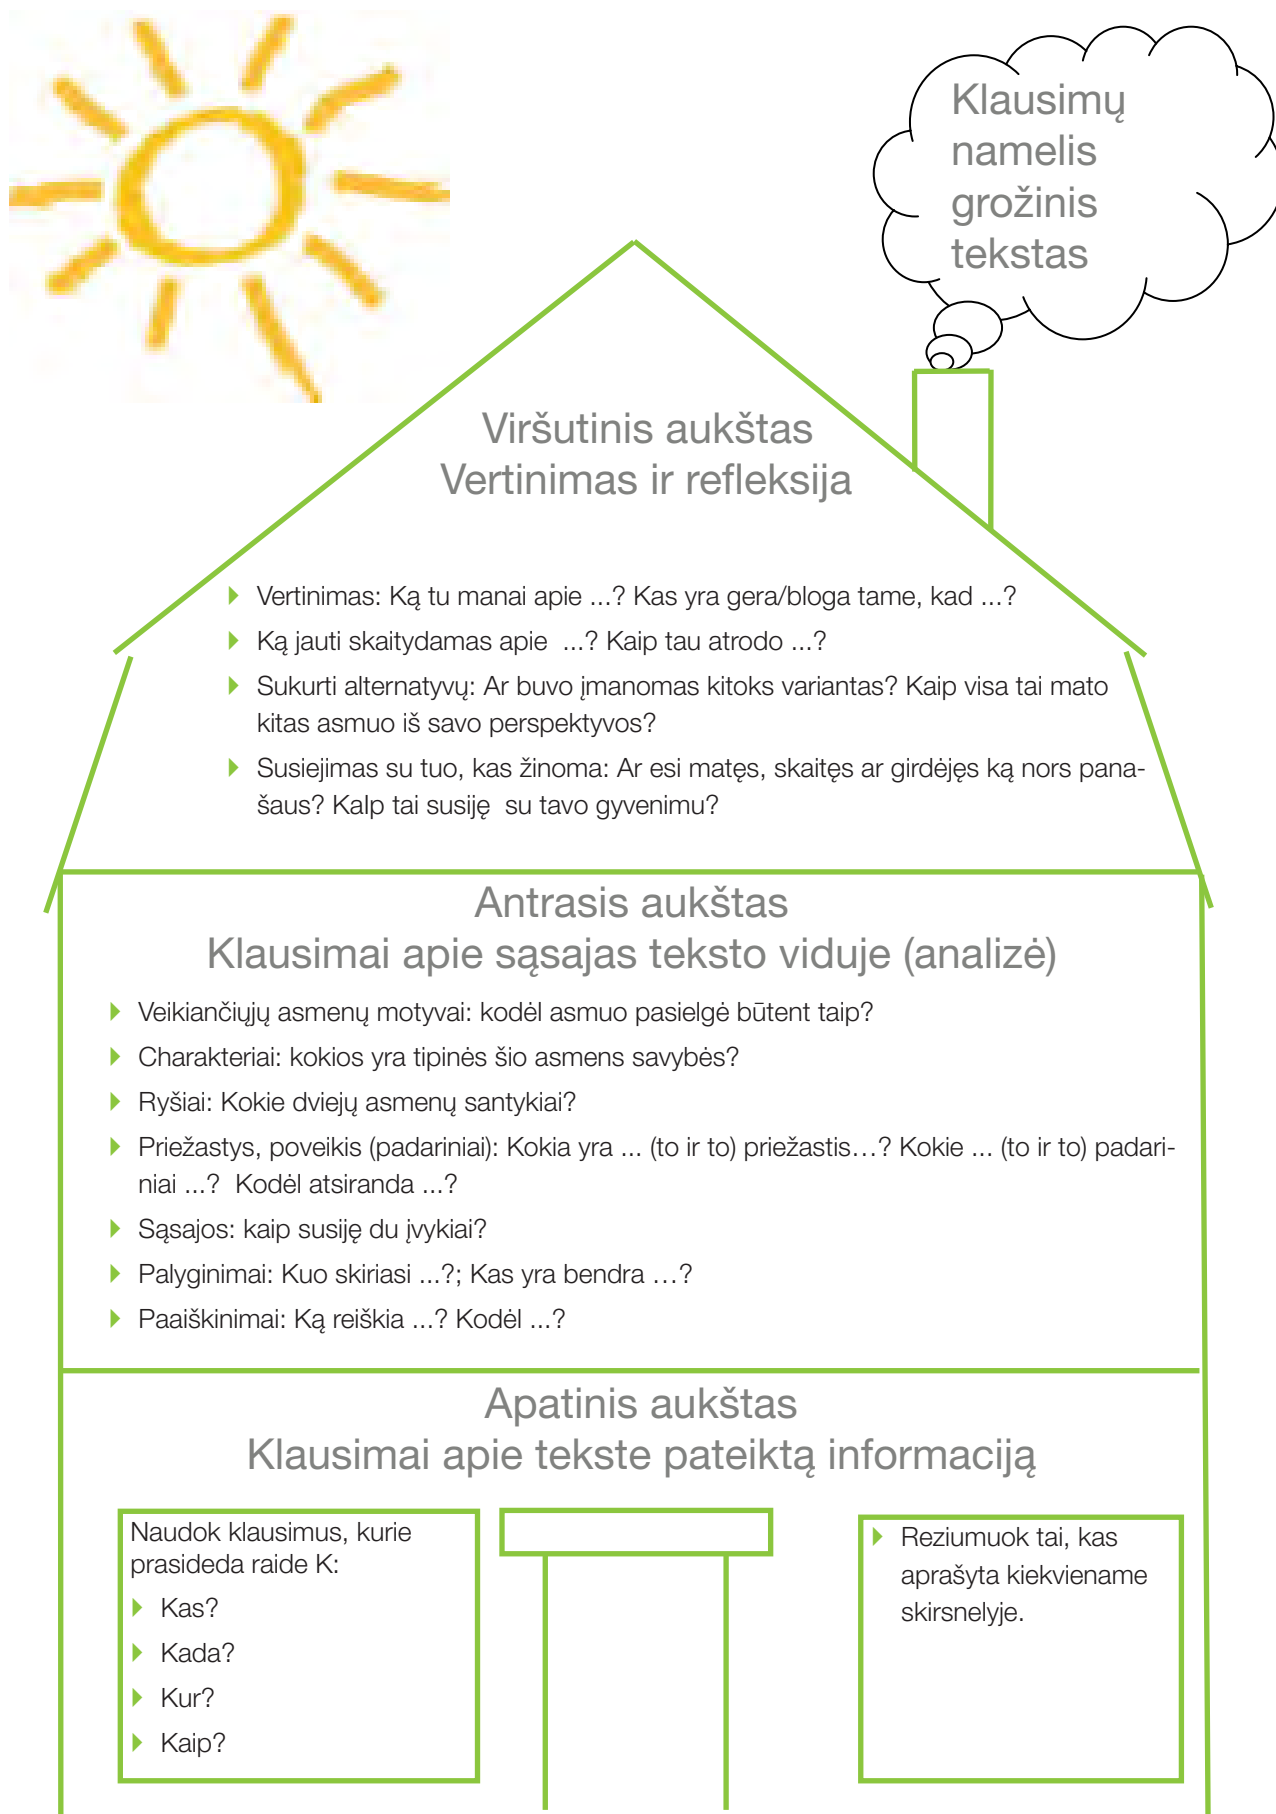 Klausimų
namelis
grožinis
tekstas
Viršutinis aukštas
Vertinimas ir refleksija
Vertinimas: Ką tu manai apie ...? Kas yra gera/bloga tame, kad ...?
Ką jauti skaitydamas apie  ...? Kaip tau atrodo ...?
Sukurti alternatyvų: Ar buvo įmanomas kitoks variantas? Kaip visa tai mato
kitas asmuo iš savo perspektyvos?
Susiejimas su tuo, kas žinoma: Ar esi matęs, skaitęs ar girdėjęs ką nors pana-
šaus? KaIp tai susiję  su tavo gyvenimu?
Antrasis aukštas
Klausimai apie sąsajas teksto viduje (analizė)
Veikiančiųjų asmenų motyvai: kodėl asmuo pasielgė būtent taip?
Charakteriai: kokios yra tipinės šio asmens savybės?
Ryšiai: Kokie dviejų asmenų santykiai?
Priežastys, poveikis (padariniai): Kokia yra ... (to ir to) priežastis…? Kokie ... (to ir to) padari-
niai ...?  Kodėl atsiranda ...?
Sąsajos: kaip susiję du įvykiai?
Palyginimai: Kuo skiriasi ...?; Kas yra bendra …?
Paaiškinimai: Ką reiškia ...? Kodėl ...?
Apatinis aukštas
Klausimai apie tekste pateiktą informaciją
Naudok klausimus, kurie
prasideda raide K:
Kas?
Kada?
Kur?
Kaip?
Reziumuok tai, kas
aprašyta kiekviename
skirsnelyje.